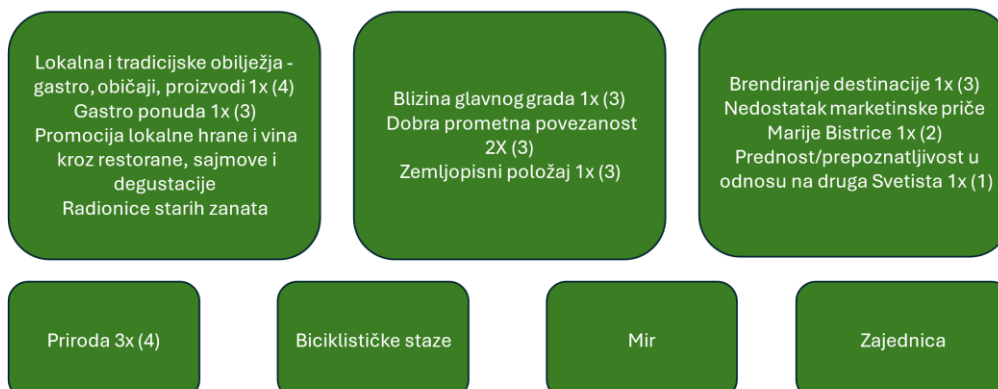 Lokalna i tradicijske obilježja -
gastro, običaji, proizvodi 1x (4)
Gastro ponuda 1x (3)
Promocija lokalne hrane i vina
kroz restorane, sajmove i
degustacije
Radionice starih zanata
Blizina glavnog grada 1x (3)
Dobra prometna povezanost
2X (3)
Zemljopisni položaj 1x (3)
Brendiranje destinacije 1x (3)
Nedostatak marketinske priče
Marije Bistrice 1x (2)
Prednost/prepoznatljivost u
odnosu na druga Svetista 1x (1)
Priroda 3x (4)
Biciklističke staze
Mir
Zajednica